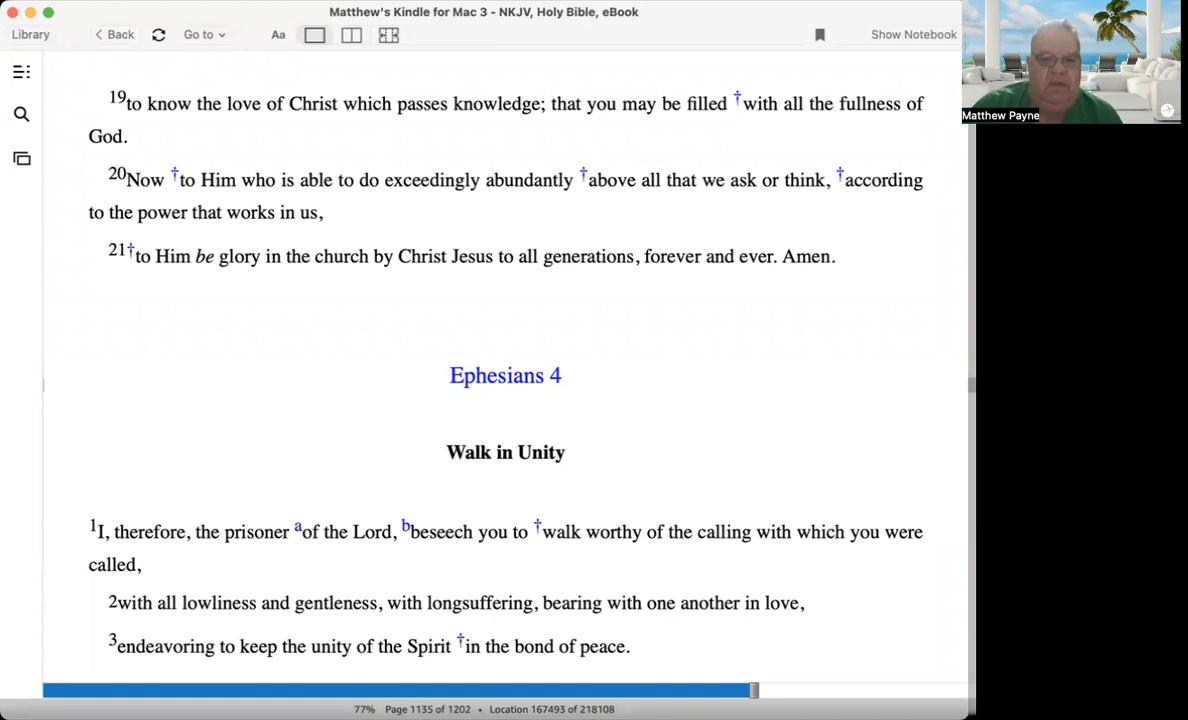 Matthew's Kindle for Mac 3 - NKJV, Holy Bible, eBook
Library Back Go to Aa Show Notebook
Matthew Payne
19to know the love of Christ which passes knowledge; that you may be filled †with all the fullness of
God.
20Now †to Him who is able to do exceedingly abundantly †above all that we ask or think, †according
to the power that works in us,
21†to Him be glory in the church by Christ Jesus to all generations, forever and ever. Amen.
Ephesians 4
Walk in Unity
1I, therefore, the prisoner aof the Lord, bbeseech you to †walk worthy of the calling with which you were
called,
2with all lowliness and gentleness, with longsuffering, bearing with one another in love,
3endeavoring to keep the unity of the Spirit †in the bond of peace.
77% Page 1135 of 1202 • Location 167493 of 218108